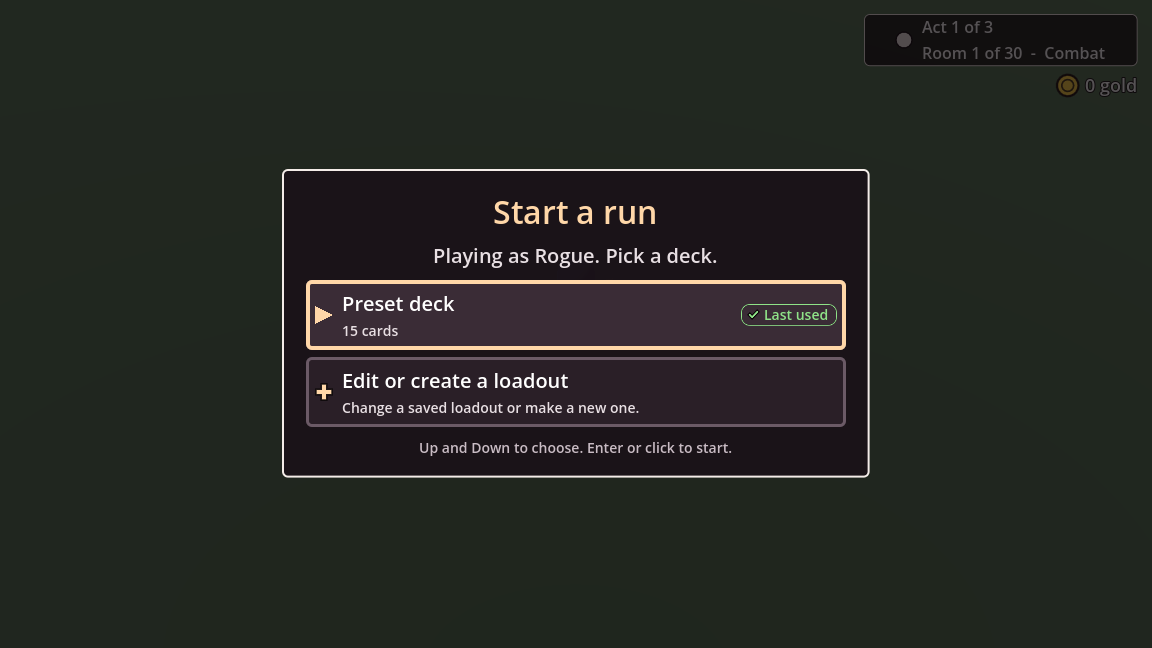 Act 1 of 3
Room 1 of 30 - Combat
0 gold
Start a run
Playing as Rogue. Pick a deck.
Preset deck
15 cards
Last used
Edit or create a loadout
Change a saved loadout or make a new one.
Up and Down to choose. Enter or click to start.